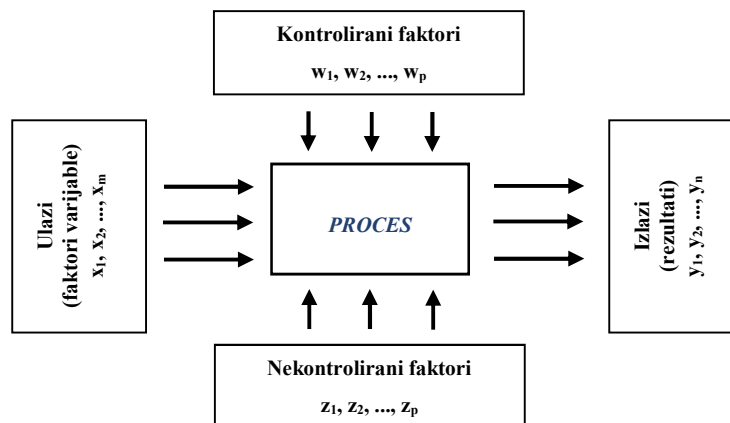 Kontrolirani faktori
w₁, w₂, ..., wₚ
Ulazi
(faktori varijable)
x₁, x₂, ..., xₘ
PROCES
Izlazi
(rezultati)
y₁, y₂, ..., yₙ
Nekontrolirani faktori
z₁, z₂, ..., zₚ